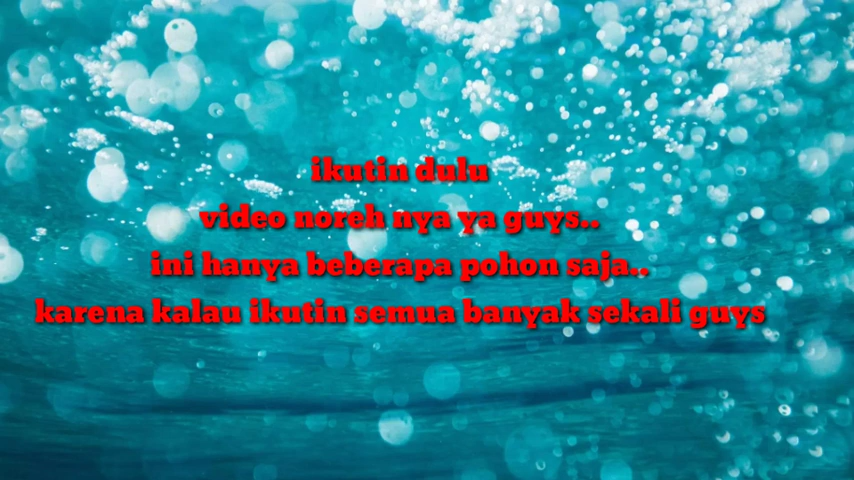 ikutin dulu
video noreh nya ya guys..
ini hanya beberapa pohon saja..
karena kalau ikutin semua banyak sekali guys